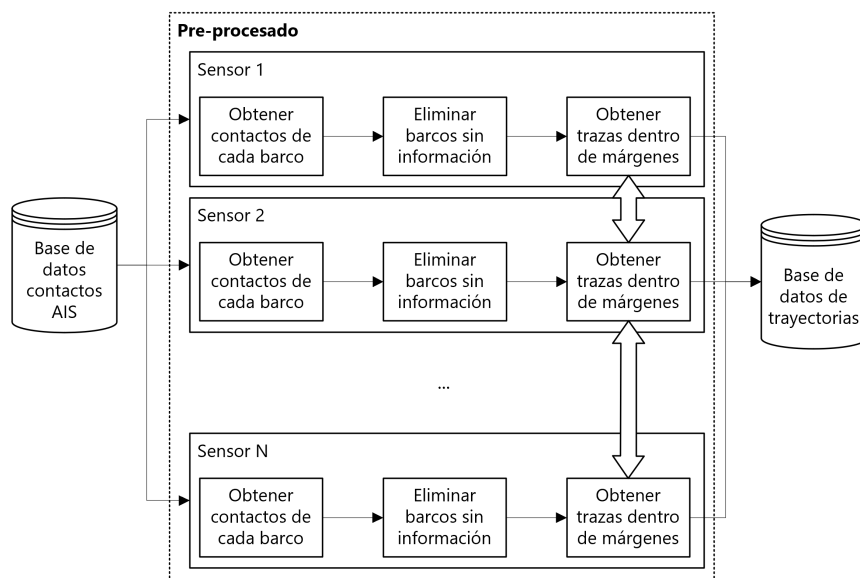 Pre-procesado
Sensor 1
Obtener
contactos de
cada barco
Eliminar
barcos sin
información
Obtener
trazas dentro
de márgenes
Base de
datos
contactos
AIS
Sensor 2
Obtener
contactos de
cada barco
Eliminar
barcos sin
información
Obtener
trazas dentro
de márgenes
Base de
datos de
trayectorias
...
Sensor N
Obtener
contactos de
cada barco
Eliminar
barcos sin
información
Obtener
trazas dentro
de márgenes